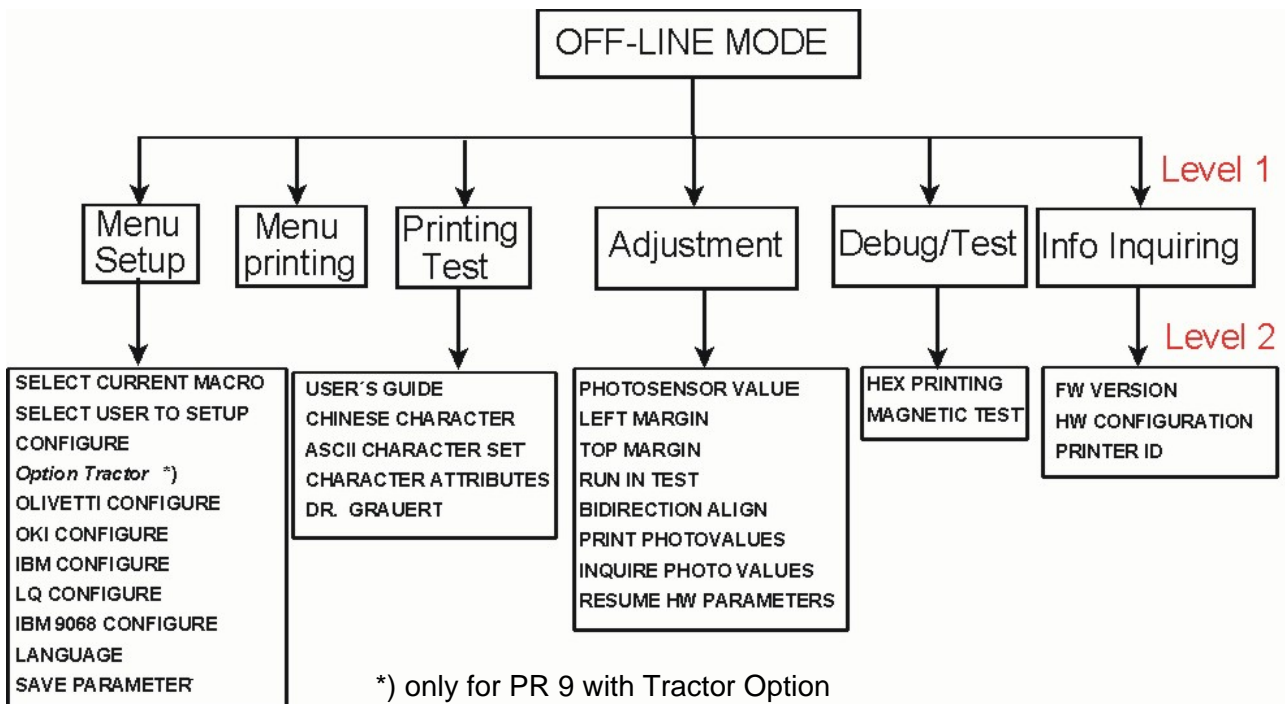 OFF-LINE MODE
Level 1
Menu
Setup
Menu
printing
Printing
Test
Adjustment
Debug/Test
Info Inquiring
Level 2
SELECT CURRENT MACRO
SELECT USER TO SETUP
CONFIGURE
Option Tractor *)
OLIVETTI CONFIGURE
OKI CONFIGURE
IBM CONFIGURE
LQ CONFIGURE
IBM 9068 CONFIGURE
LANGUAGE
SAVE PARAMETER
USER´S GUIDE
CHINESE CHARACTER
ASCII CHARACTER SET
CHARACTER ATTRIBUTES
DR. GRAUERT
PHOTOSENSOR VALUE
LEFT MARGIN
TOP MARGIN
RUN IN TEST
BIDIRECTION ALIGN
PRINT PHOTOVALUES
INQUIRE PHOTO VALUES
RESUME HW PARAMETERS
HEX PRINTING
MAGNETIC TEST
FW VERSION
HW CONFIGURATION
PRINTER ID
*) only for PR 9 with Tractor Option